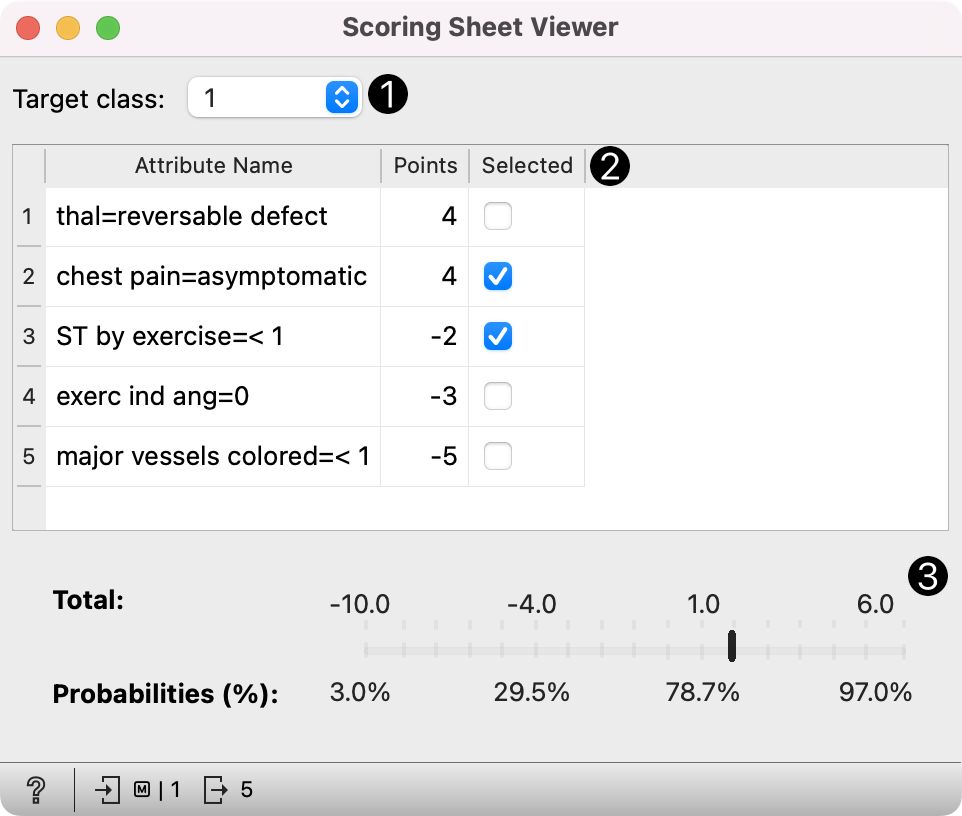 Scoring Sheet Viewer
Target class: 1 1
Attribute Name Points Selected 2
1 thal=reversable defect 4
2 chest pain=asymptomatic 4
3 ST by exercise=< 1 -2
4 exerc ind ang=0 -3
5 major vessels colored=< 1 -5
3
Total: -10.0 -4.0 1.0 6.0
Probabilities (%): 3.0% 29.5% 78.7% 97.0%
? M | 1 5